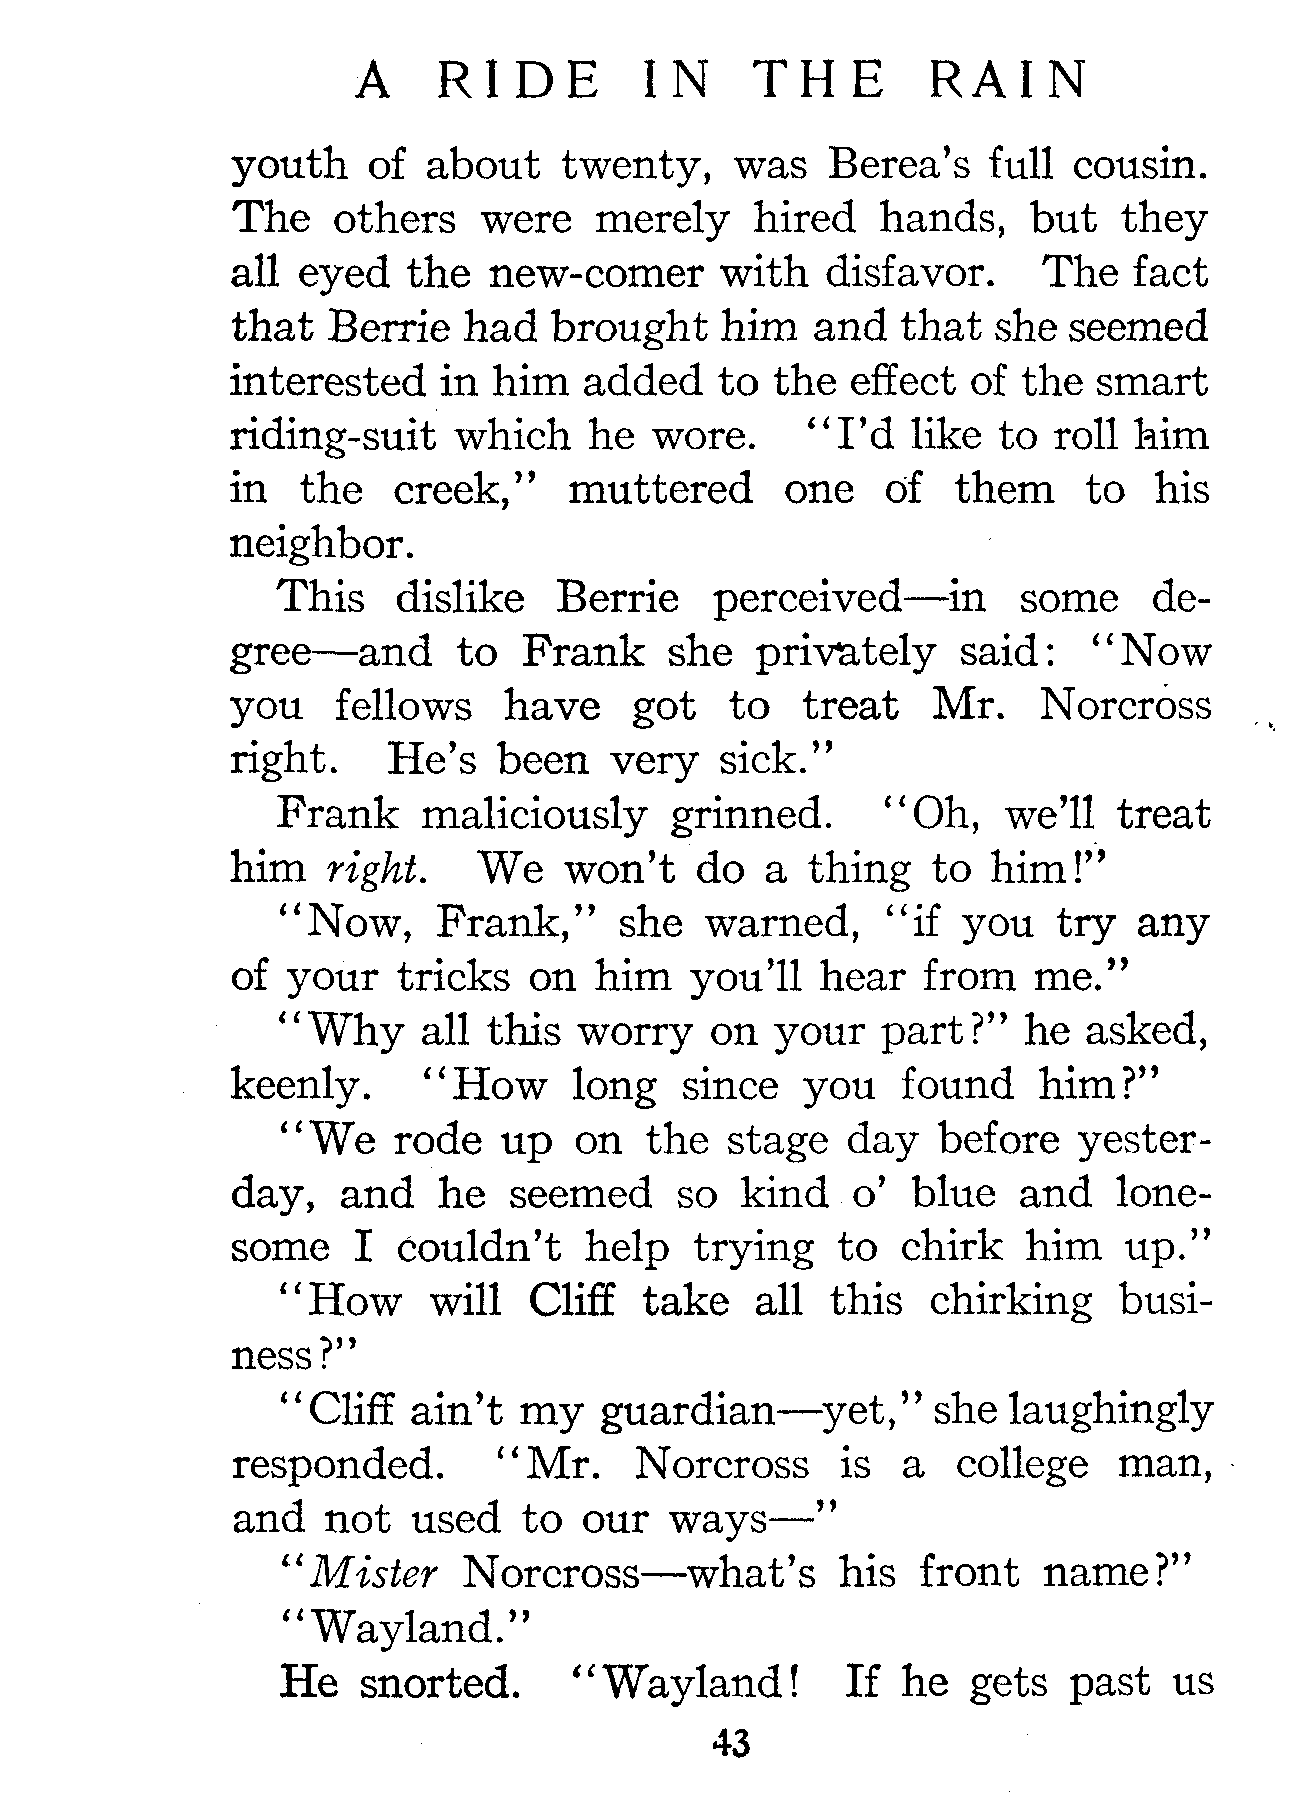 A RIDE IN THE RAIN
youth of about twenty, was Berea's full cousin.
The others were merely hired hands, but they
all eyed the new-comer with disfavor. The fact
that Berrie had brought him and that she seemed
interested in him added to the effect of the smart
riding-suit which he wore. "I'd like to roll him
in the creek," muttered one of them to his
neighbor.
This dislike Berrie perceived—in some de-
gree—and to Frank she privately said: "Now
you fellows have got to treat Mr. Norcross
right. He's been very sick."
Frank maliciously grinned. "Oh, we'll treat
him right. We won't do a thing to him!"
"Now, Frank," she warned, "if you try any
of your tricks on him you'll hear from me."
"Why all this worry on your part?" he asked,
keenly. "How long since you found him?"
"We rode up on the stage day before yester-
day, and he seemed so kind o' blue and lone-
some I couldn't help trying to chirk him up."
"How will Cliff take all this chirking busi-
ness?"
"Cliff ain't my guardian—yet," she laughingly
responded. "Mr. Norcross is a college man,
and not used to our ways—"
"Mister Norcross—what's his front name?"
"Wayland."
He snorted. "Wayland! If he gets past us
43